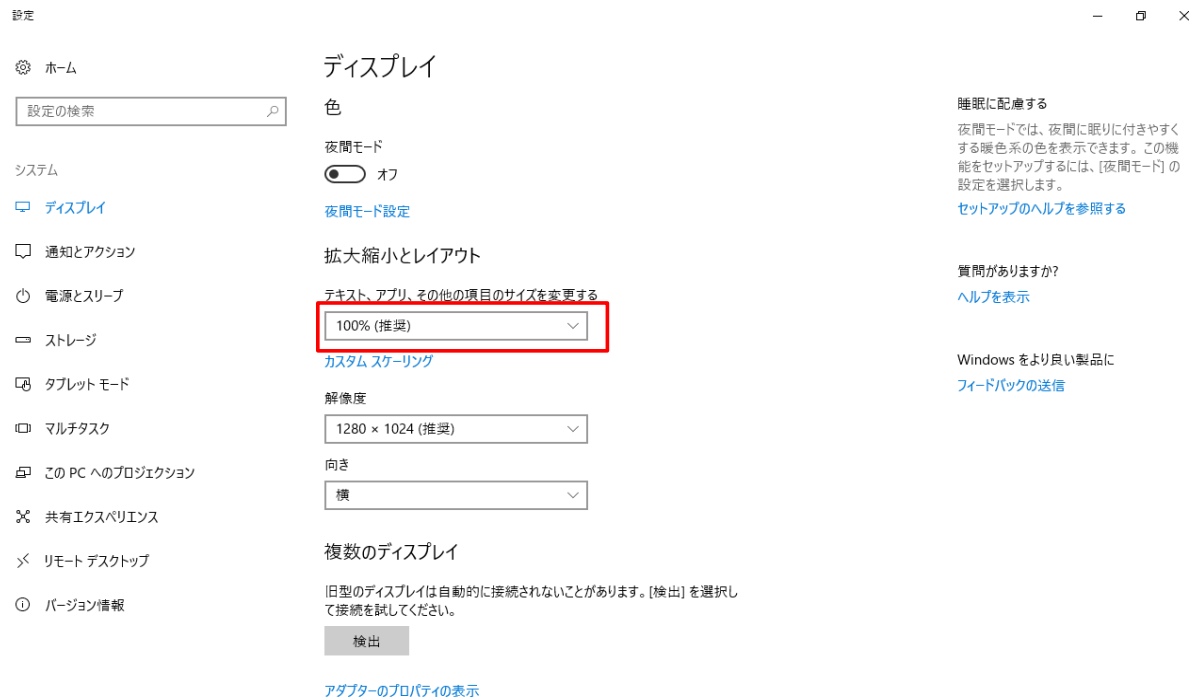 設定
ホーム
設定の検索
システム
ディスプレイ
通知とアクション
電源とスリープ
ストレージ
タブレット モード
マルチタスク
この PC へのプロジェクション
共有エクスペリエンス
リモート デスクトップ
バージョン情報
ディスプレイ
色
夜間モード
オフ
夜間モード設定
拡大縮小とレイアウト
テキスト、アプリ、その他の項目のサイズを変更する
100% (推奨)
カスタム スケーリング
解像度
1280 × 1024 (推奨)
向き
横
複数のディスプレイ
旧型のディスプレイは自動的に接続されないことがあります。[検出] を選択し
て接続を試してください。
検出
アダプターのプロパティの表示
睡眠に配慮する
夜間モードでは、夜間に眠りに付きやすく
する暖色系の色を表示できます。この機
能をセットアップするには、[夜間モード] の
設定を選択します。
セットアップのヘルプを参照する
質問がありますか?
ヘルプを表示
Windows をより良い製品に
フィードバックの送信